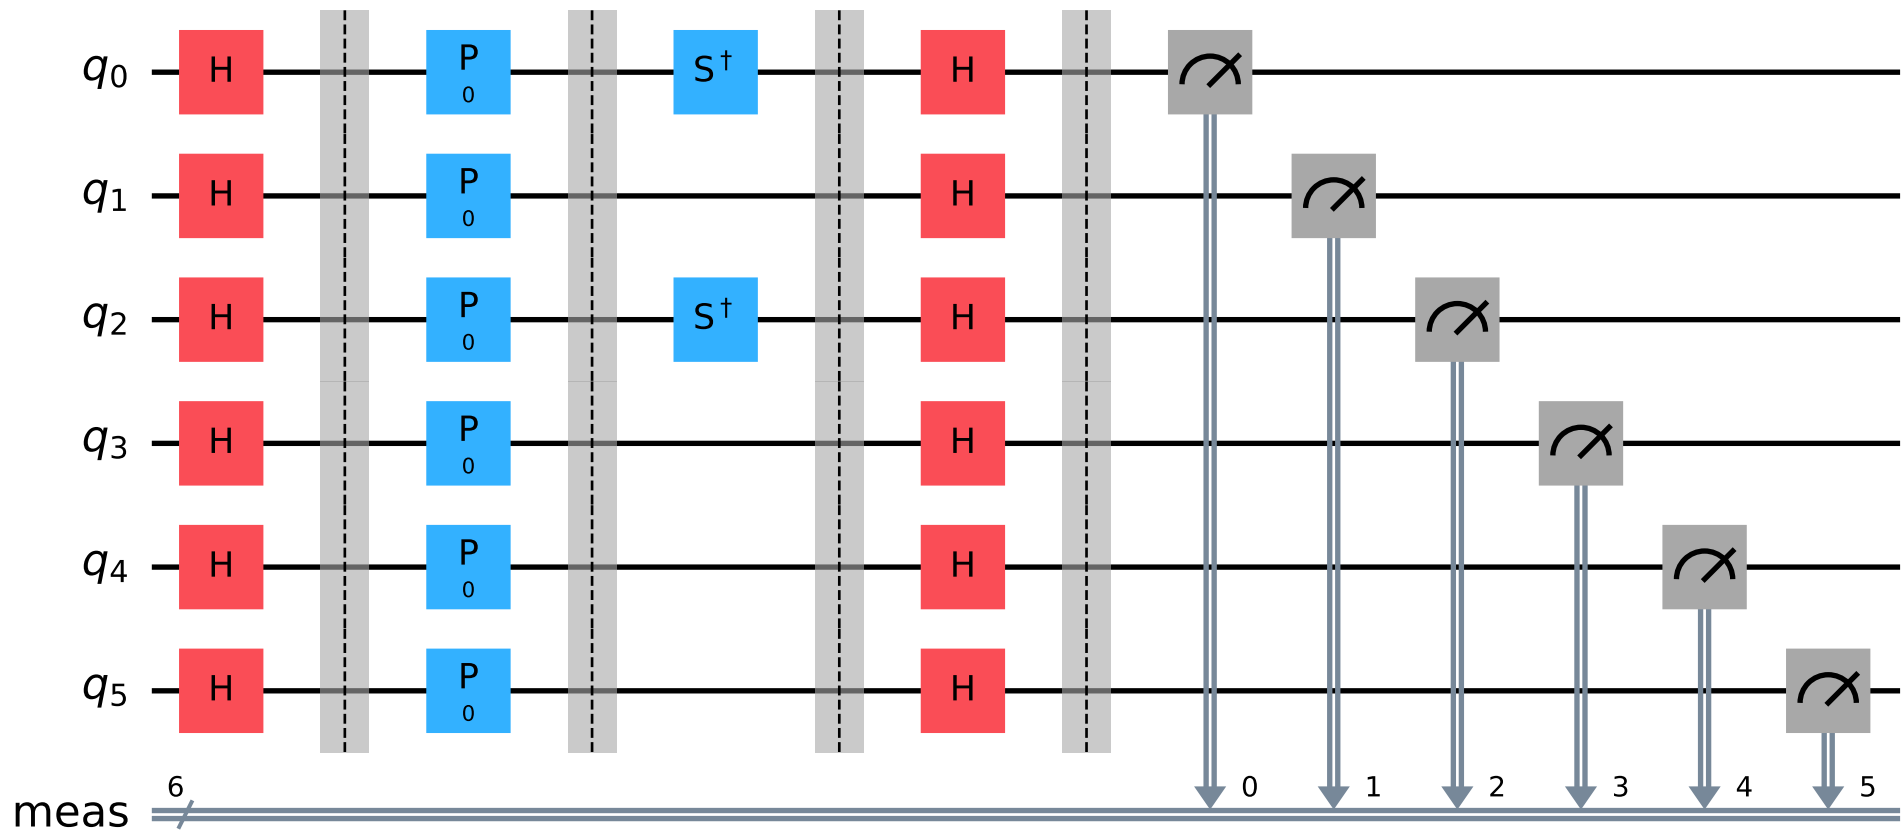 q0 H P 0 S† H
q1 H P 0 H
q2 H P 0 S† H
q3 H P 0 H
q4 H P 0 H
q5 H P 0 H
6 0 1 2 3 4 5
meas